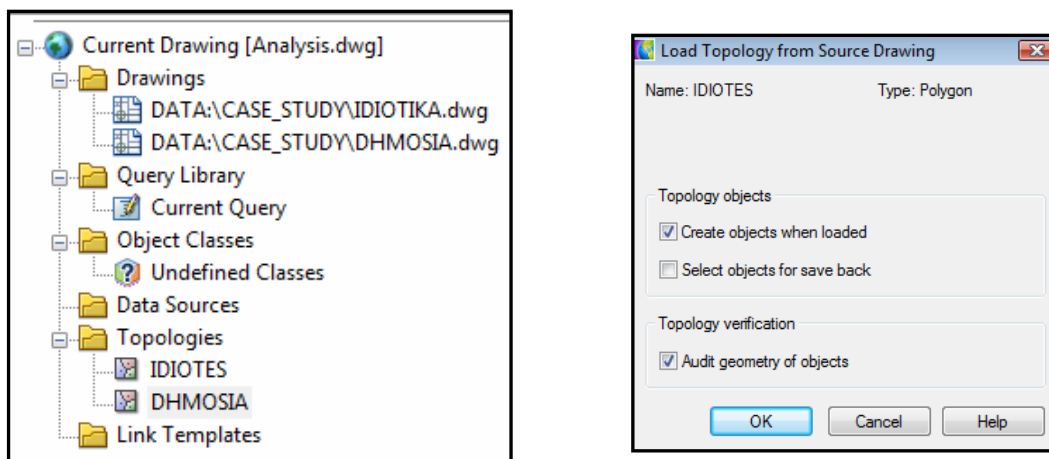 Current Drawing [Analysis.dwg]
Drawings
DATA:\CASE_STUDY\IDIOTIKA.dwg
DATA:\CASE_STUDY\DHMOSIA.dwg
Query Library
Current Query
Object Classes
Undefined Classes
Data Sources
Topologies
IDIOTES
DHMOSIA
Link Templates
Load Topology from Source Drawing
Name: IDIOTES Type: Polygon
Topology objects
Create objects when loaded
Select objects for save back
Topology verification
Audit geometry of objects
OK Cancel Help